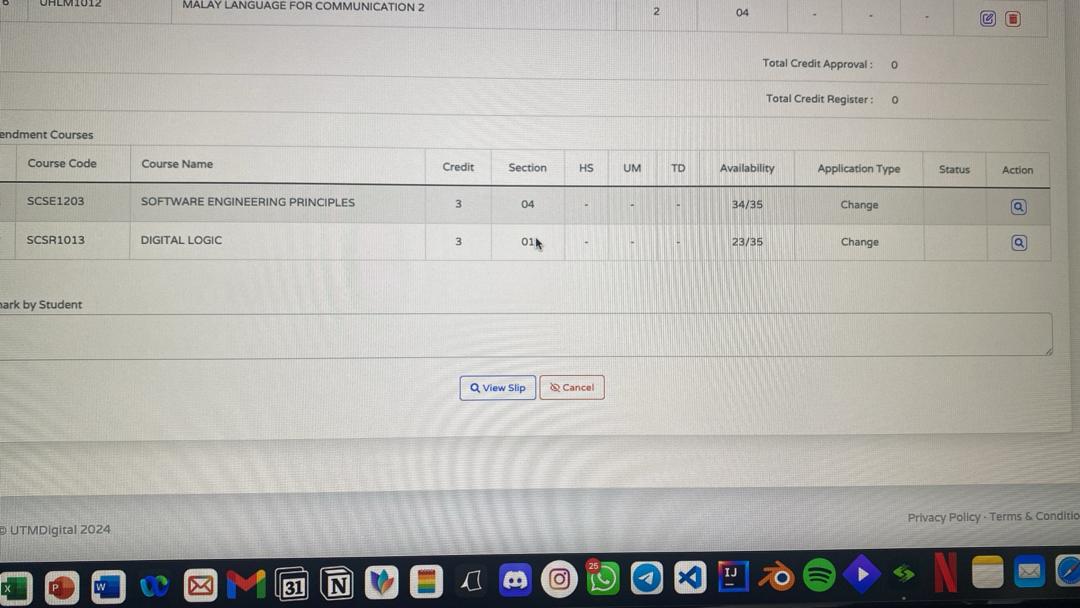 6 UHLM1012 MALAY LANGUAGE FOR COMMUNICATION 2 2 04 - - -
Total Credit Approval : 0
Total Credit Register : 0
endment Courses
Course Code Course Name Credit Section HS UM TD Availability Application Type Status Action
SCSE1203 SOFTWARE ENGINEERING PRINCIPLES 3 04 - - - 34/35 Change
SCSR1013 DIGITAL LOGIC 3 01 - - - 23/35 Change
mark by Student
View Slip Cancel
© UTMDigital 2024 Privacy Policy · Terms & Conditio
X P W 31 N 25 IJ N